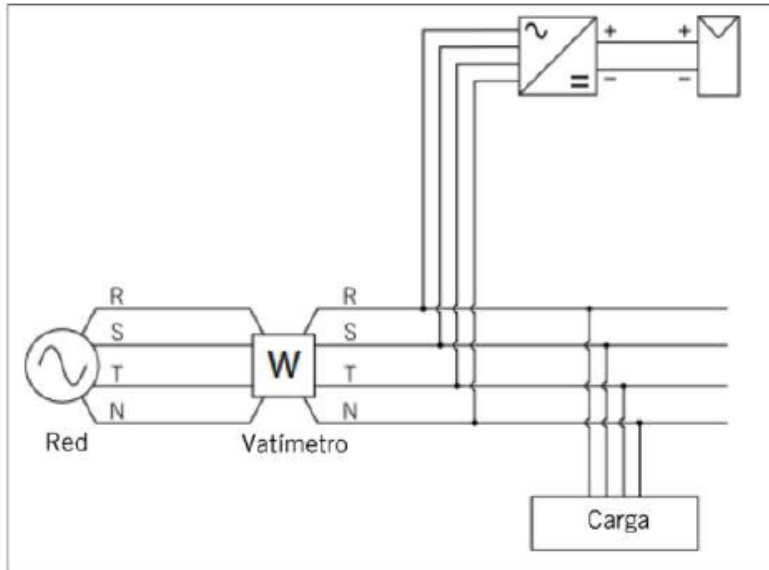 + +
− −
R R
S S
W
T T
N N
Red Vatímetro
Carga